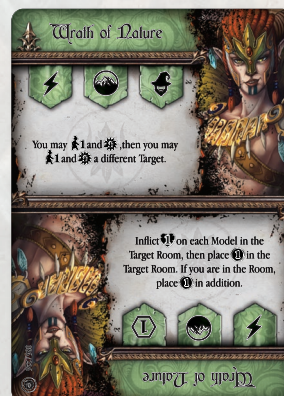 Wrath of Nature
You may 1 and , then you may
1 and a different Target.
Inflict 1 on each Model in the
Target Room, then place 1 in the
Target Room. If you are in the Room,
place 1 in addition.
I
Wrath of Nature